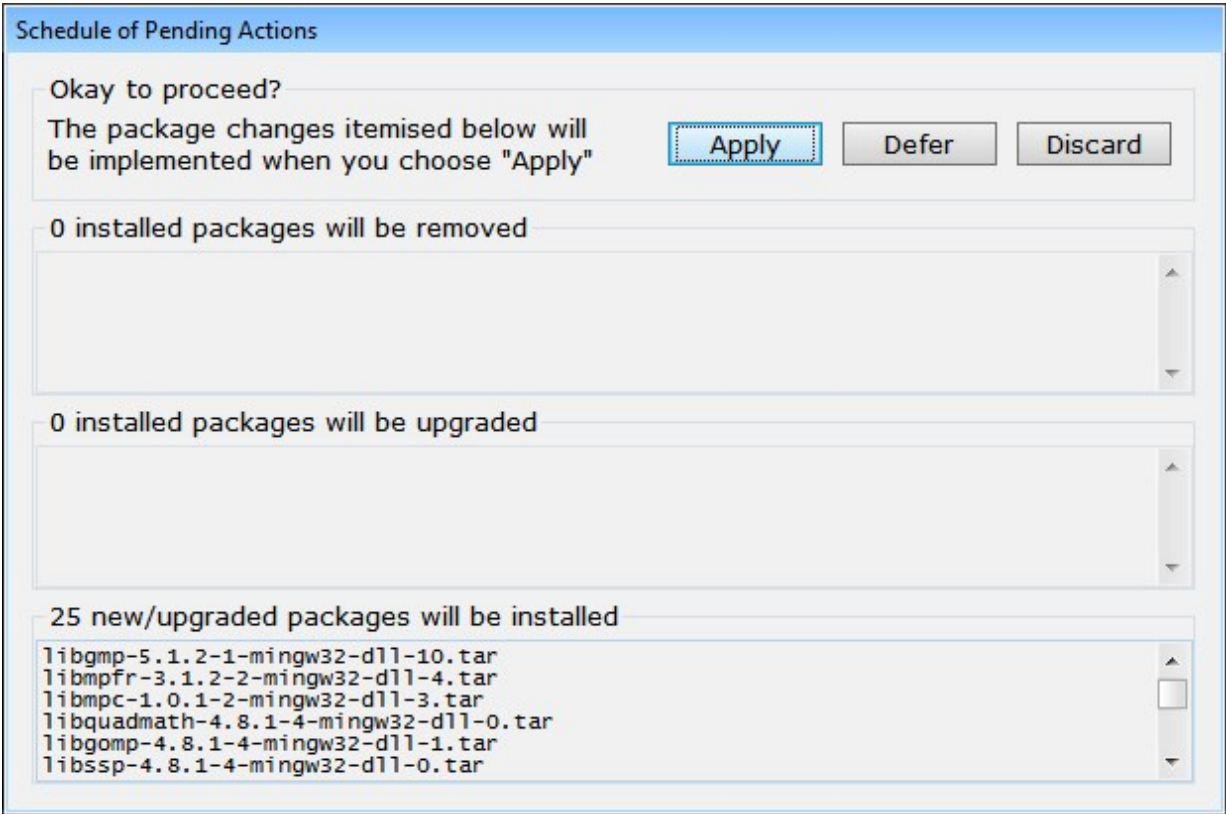 Schedule of Pending Actions
Okay to proceed?
The package changes itemised below will
be implemented when you choose "Apply"
Apply
Defer
Discard
0 installed packages will be removed
0 installed packages will be upgraded
25 new/upgraded packages will be installed
libgmp-5.1.2-1-mingw32-dll-10.tar
libmpfr-3.1.2-2-mingw32-dll-4.tar
libmpc-1.0.1-2-mingw32-dll-3.tar
libquadmath-4.8.1-4-mingw32-dll-0.tar
libgomp-4.8.1-4-mingw32-dll-1.tar
libssp-4.8.1-4-mingw32-dll-0.tar